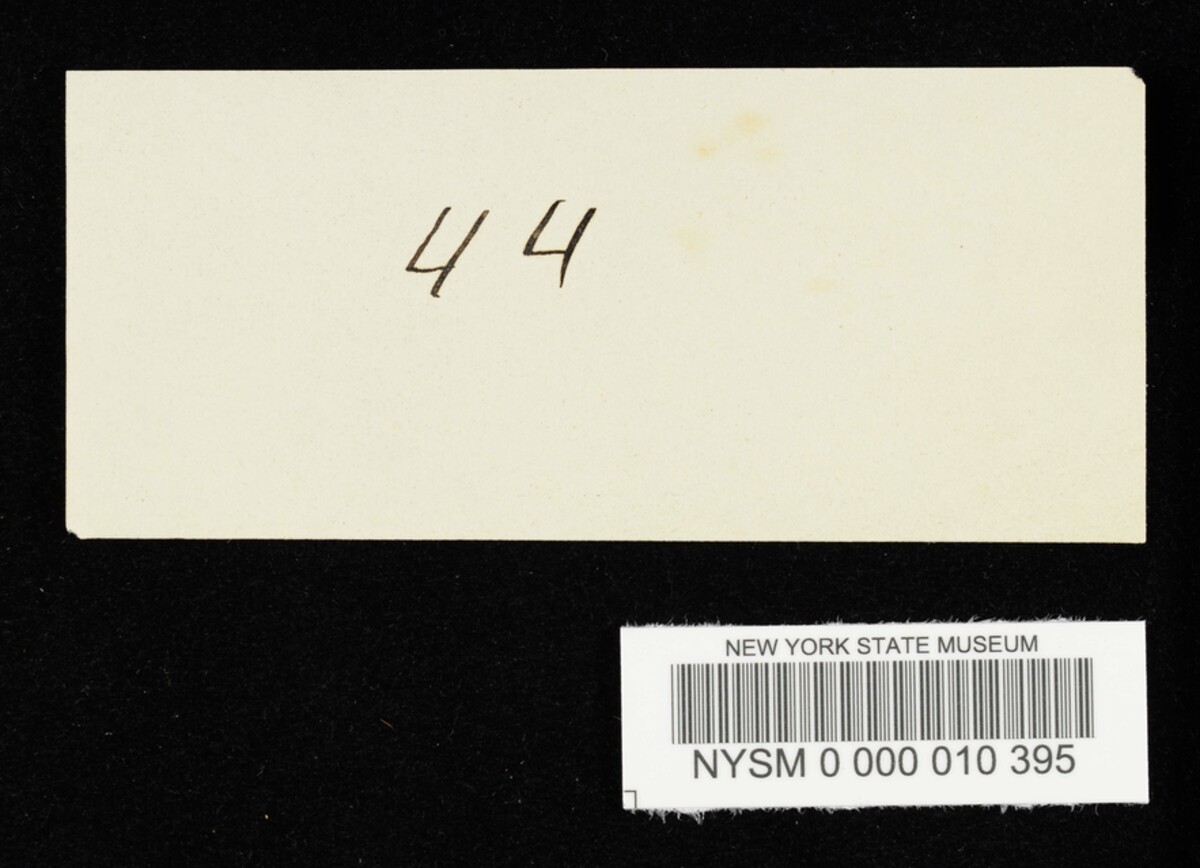 44
NEW YORK STATE MUSEUM
NYSM 0 000 010 395